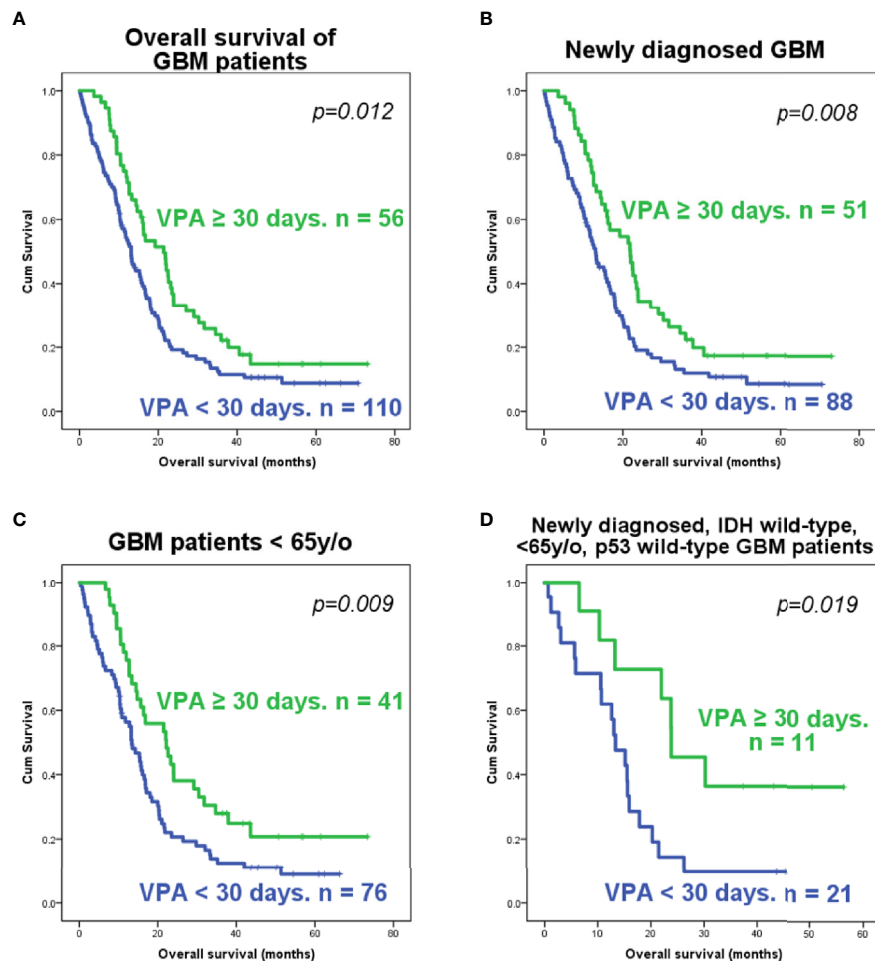 A
Overall survival of
GBM patients
p=0.012
VPA ≥ 30 days. n = 56
VPA < 30 days. n = 110
Cum Survival
1.0
0.8
0.6
0.4
0.2
0.0
0 20 40 60 80
Overall survival (months)
B
Newly diagnosed GBM
p=0.008
VPA ≥ 30 days. n = 51
VPA < 30 days. n = 88
Cum Survival
1.0
0.8
0.6
0.4
0.2
0.0
0 20 40 60 80
Overall survival (months)
C
GBM patients < 65y/o
p=0.009
VPA ≥ 30 days. n = 41
VPA < 30 days. n = 76
Cum Survival
1.0
0.8
0.6
0.4
0.2
0.0
0 20 40 60 80
Overall survival (months)
D
Newly diagnosed, IDH wild-type,
<65y/o, p53 wild-type GBM patients
p=0.019
VPA ≥ 30 days.
n = 11
VPA < 30 days. n = 21
Cum Survival
1.0
0.8
0.6
0.4
0.2
0.0
0 10 20 30 40 50 60
Overall survival (months)